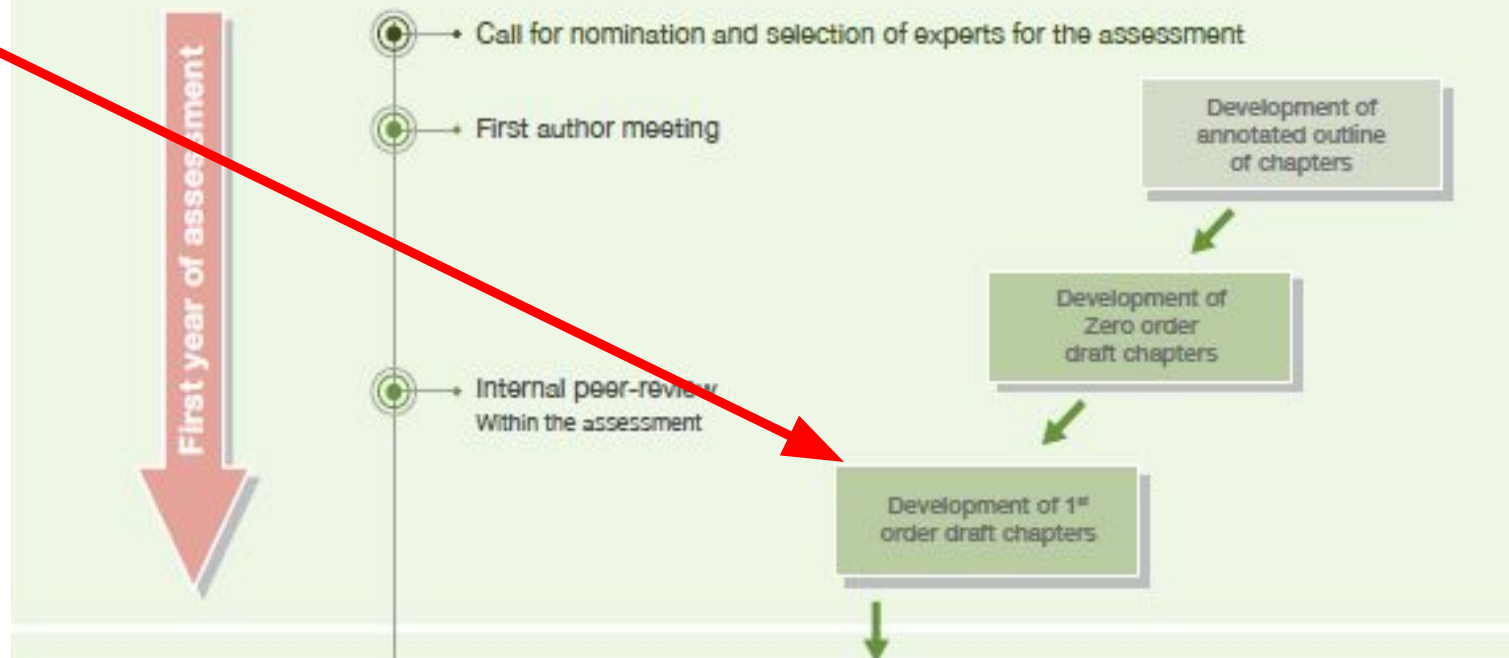 First year of assessment
Call for nomination and selection of experts for the assessment
First author meeting
Development of
annotated outline
of chapters
Development of
Zero order
draft chapters
Internal peer-review
Within the assessment
Development of 1st
order draft chapters